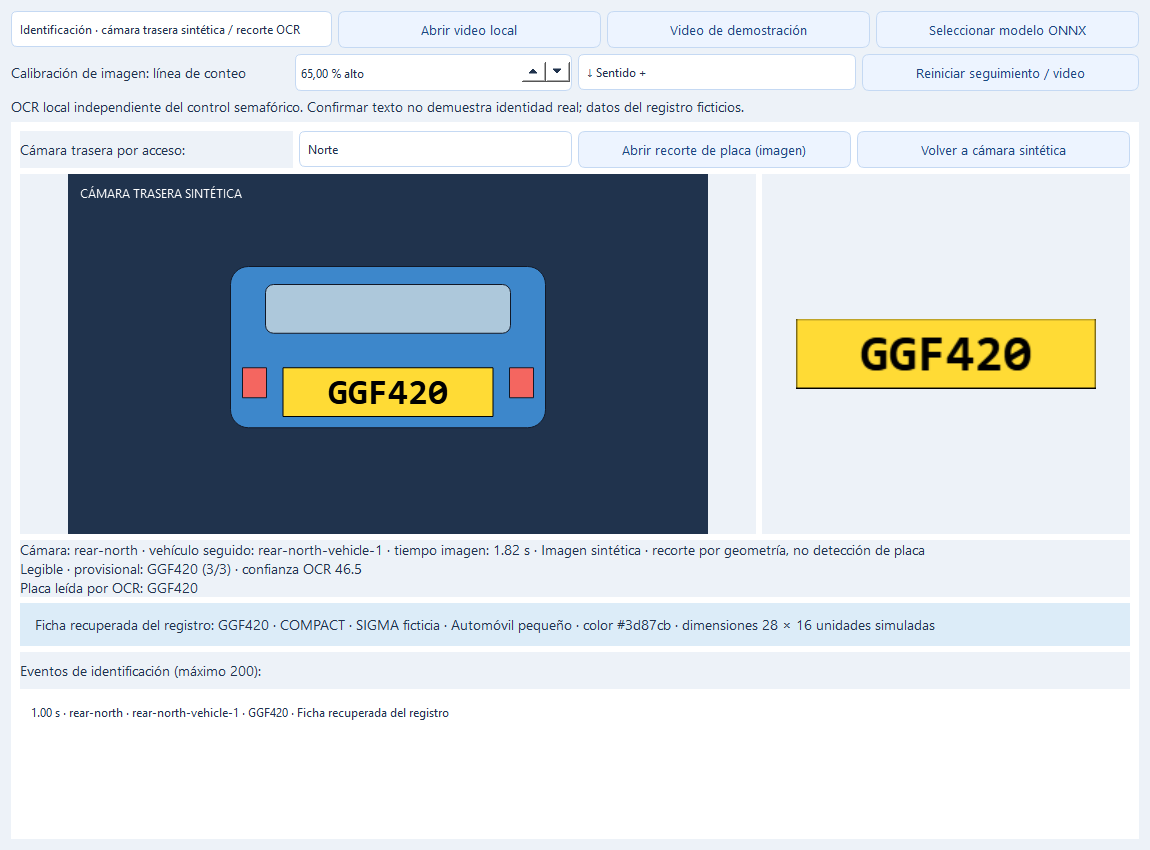 Identificación · cámara trasera sintética / recorte OCR
Abrir video local
Video de demostración
Seleccionar modelo ONNX
Calibración de imagen: línea de conteo
65,00 % alto
↓ Sentido +
Reiniciar seguimiento / video
OCR local independiente del control semafórico. Confirmar texto no demuestra identidad real; datos del registro ficticios.
Cámara trasera por acceso:
Norte
Abrir recorte de placa (imagen)
Volver a cámara sintética
CÁMARA TRASERA SINTÉTICA
GGF420
GGF420
Cámara: rear-north · vehículo seguido: rear-north-vehicle-1 · tiempo imagen: 1.82 s · Imagen sintética · recorte por geometría, no detección de placa
Legible · provisional: GGF420 (3/3) · confianza OCR 46.5
Placa leída por OCR: GGF420
Ficha recuperada del registro: GGF420 · COMPACT · SIGMA ficticia · Automóvil pequeño · color #3d87cb · dimensiones 28 × 16 unidades simuladas
Eventos de identificación (máximo 200):
1.00 s · rear-north · rear-north-vehicle-1 · GGF420 · Ficha recuperada del registro